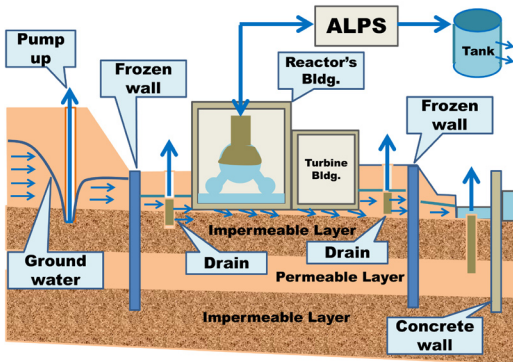 ALPS
Tank
Pump
up
Frozen
wall
Reactor's
Bldg.
Frozen
wall
Turbine
Bldg.
Impermeable Layer
Ground
water
Drain
Drain
Permeable Layer
Impermeable Layer
Concrete
wall